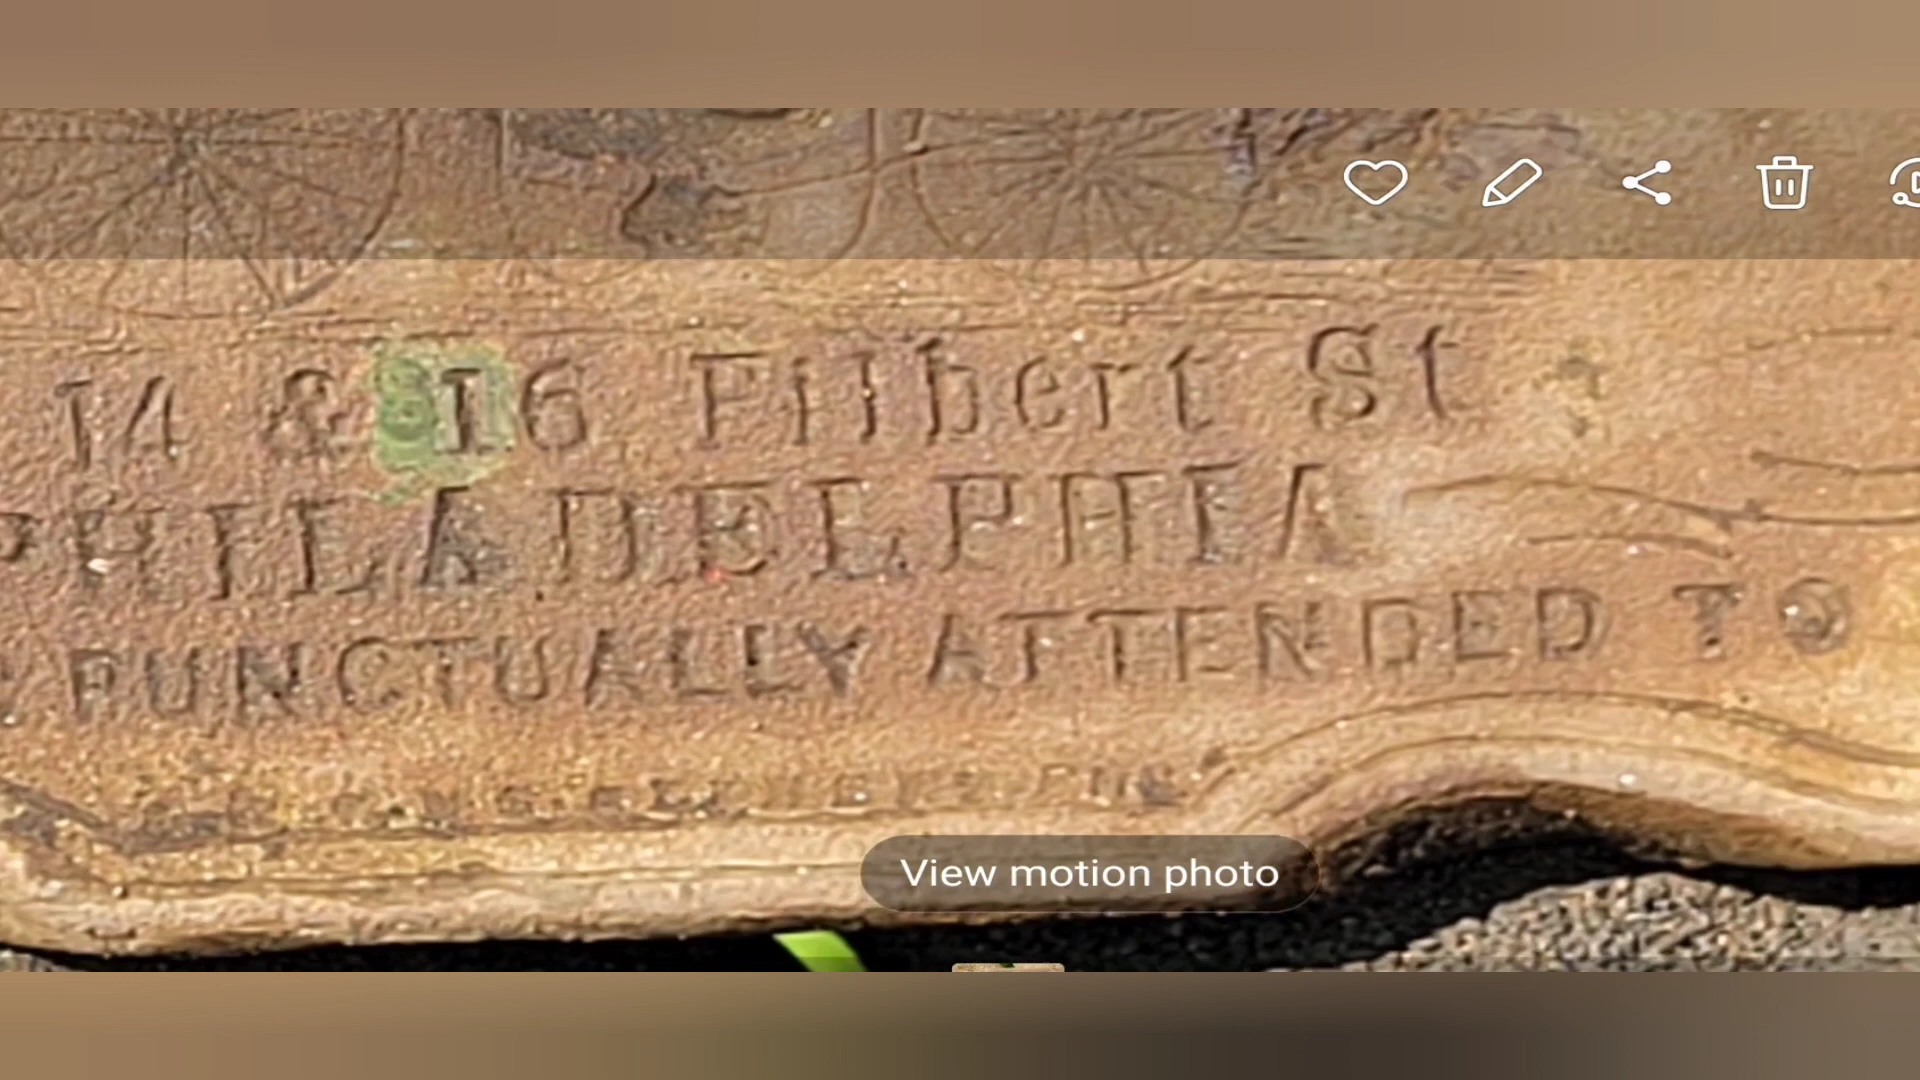 14 & 816 Filbert St
PHILADELPHIA
PUNCTUALLY ATTENDED TO
View motion photo